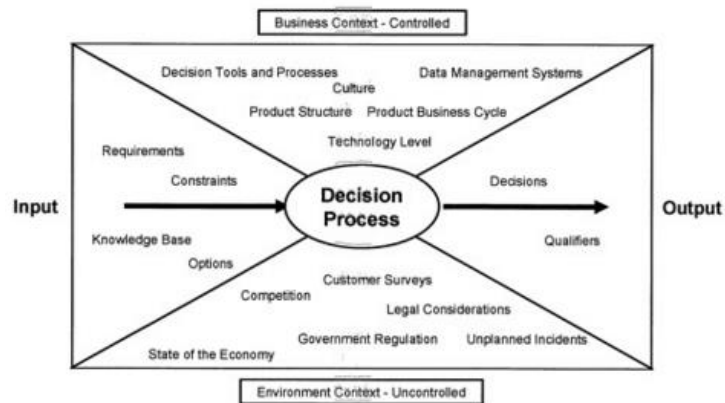 Business Context - Controlled
Decision Tools and Processes
Data Management Systems
Culture
Product Structure
Product Business Cycle
Technology Level
Requirements
Constraints
Decisions
Input
Decision
Process
Output
Knowledge Base
Qualifiers
Options
Customer Surveys
Competition
Legal Considerations
Government Regulation
Unplanned Incidents
State of the Economy
Environment Context - Uncontrolled